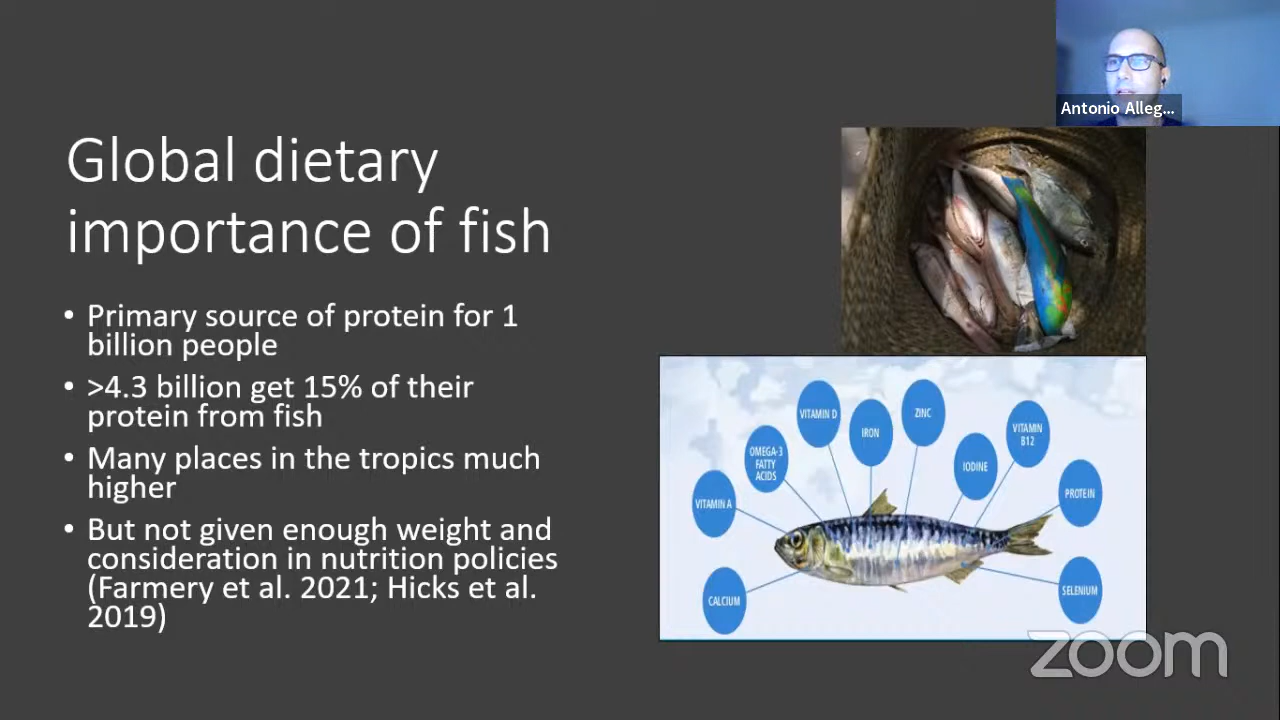 Antonio Alleg...
Global dietary
importance of fish
• Primary source of protein for 1
billion people
• >4.3 billion get 15% of their
protein from fish
• Many places in the tropics much
higher
• But not given enough weight and
consideration in nutrition policies
(Farmery et al. 2021; Hicks et al.
2019)
VITAMIN A
OMEGA-3
FATTY
ACIDS
VITAMIN D
IRON
ZINC
IODINE
VITAMIN
B12
PROTEIN
SELENIUM
CALCIUM
zoom